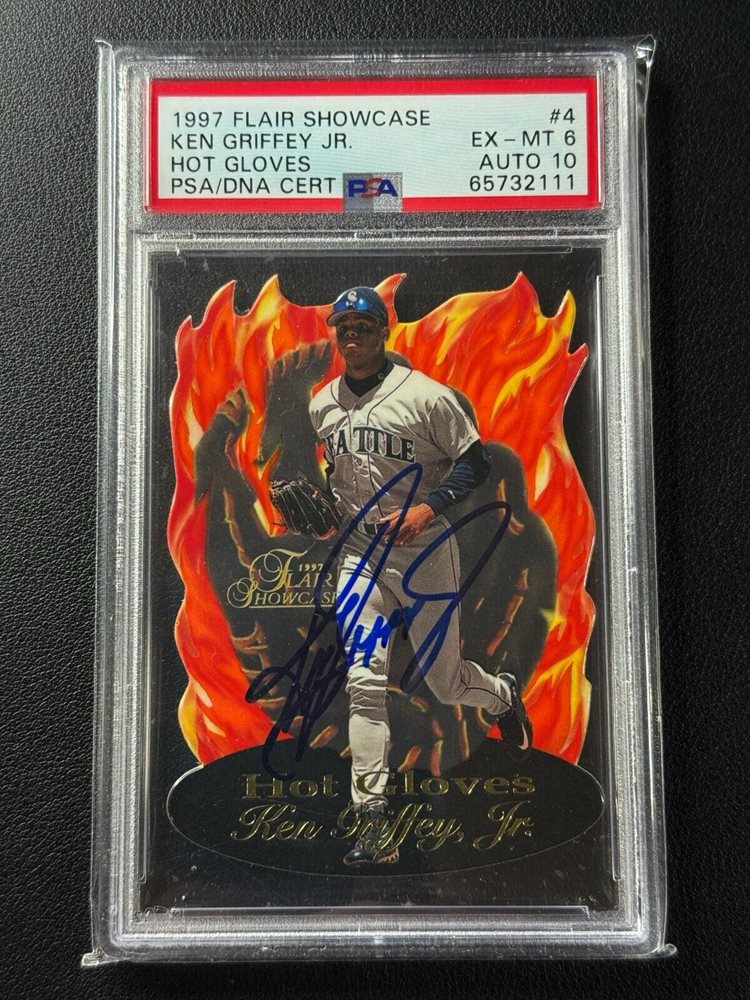 1997 FLAIR SHOWCASE #4
KEN GRIFFEY JR. EX-MT 6
HOT GLOVES AUTO 10
PSA/DNA CERT PSA 65732111
SEATTLE
1997
FLAIR
SHOWCASE
Hot Gloves
Ken Griffey, Jr.